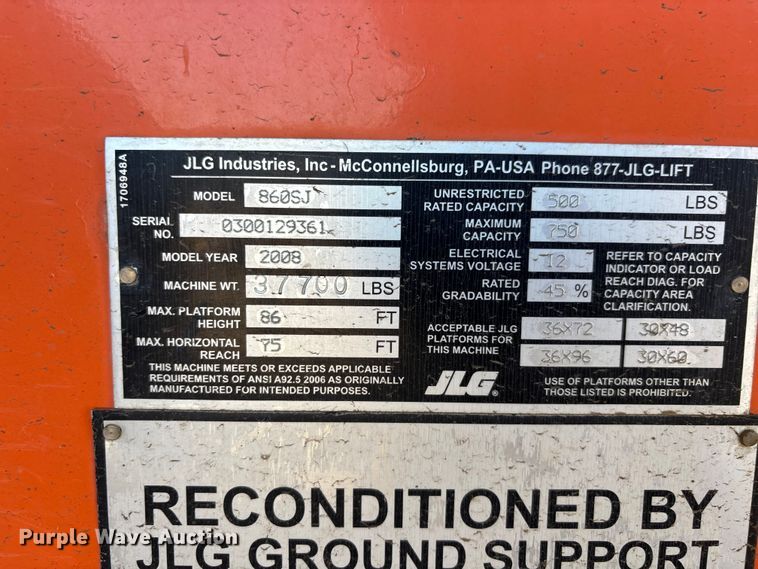 1706948A
JLG Industries, Inc - McConnellsburg, PA-USA Phone 877-JLG-LIFT
MODEL 860SJ
SERIAL NO. 0300129361
MODEL YEAR 2008
MACHINE WT. 37700 LBS
MAX. PLATFORM HEIGHT 86 FT
MAX. HORIZONTAL REACH 75 FT
THIS MACHINE MEETS OR EXCEEDS APPLICABLE
REQUIREMENTS OF ANSI A92.5 2006 AS ORIGINALLY
MANUFACTURED FOR INTENDED PURPOSES.
UNRESTRICTED RATED CAPACITY 500 LBS
MAXIMUM CAPACITY 750 LBS
ELECTRICAL SYSTEMS VOLTAGE 12
RATED GRADABILITY 45 %
REFER TO CAPACITY
INDICATOR OR LOAD
REACH DIAG. FOR
CAPACITY AREA
CLARIFICATION.
ACCEPTABLE JLG
PLATFORMS FOR
THIS MACHINE
36X72 30X48
36X96 30X60
JLG®
USE OF PLATFORMS OTHER THAN
THOSE LISTED IS PROHIBITED.
RECONDITIONED BY
JLG GROUND SUPPORT
Purple Wave Auction